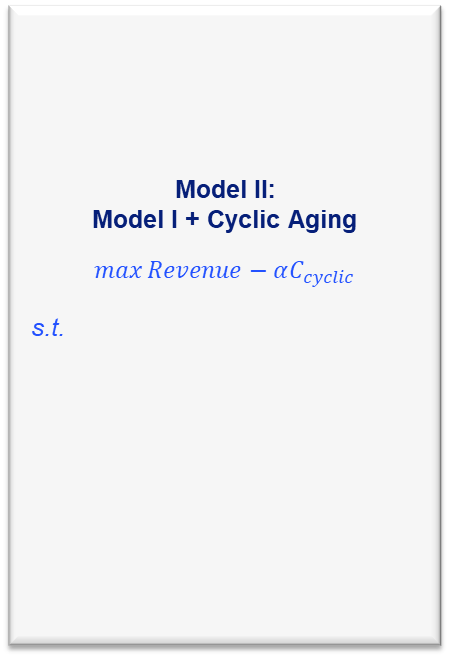 Model II:
Model I + Cyclic Aging
max Revenue − αC_cyclic
s.t.